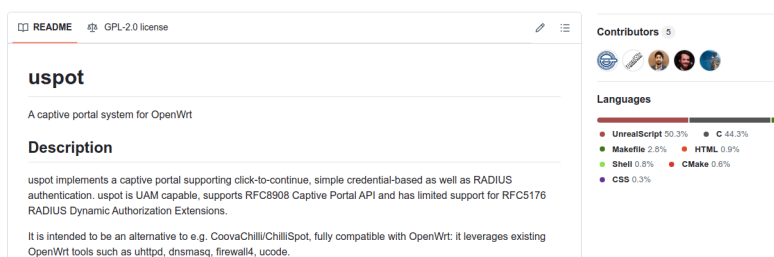 README
GPL-2.0 license
uspot
A captive portal system for OpenWrt
Description
uspot implements a captive portal supporting click-to-continue, simple credential-based as well as RADIUS
authentication. uspot is UAM capable, supports RFC8908 Captive Portal API and has limited support for RFC5176
RADIUS Dynamic Authorization Extensions.
It is intended to be an alternative to e.g. CoovaChilli/ChilliSpot, fully compatible with OpenWrt: it leverages existing
OpenWrt tools such as uhttpd, dnsmasq, firewall4, ucode.
Contributors 5
Languages
UnrealScript 50.3% C 44.3%
Makefile 2.8% HTML 0.9%
Shell 0.8% CMake 0.6%
CSS 0.3%